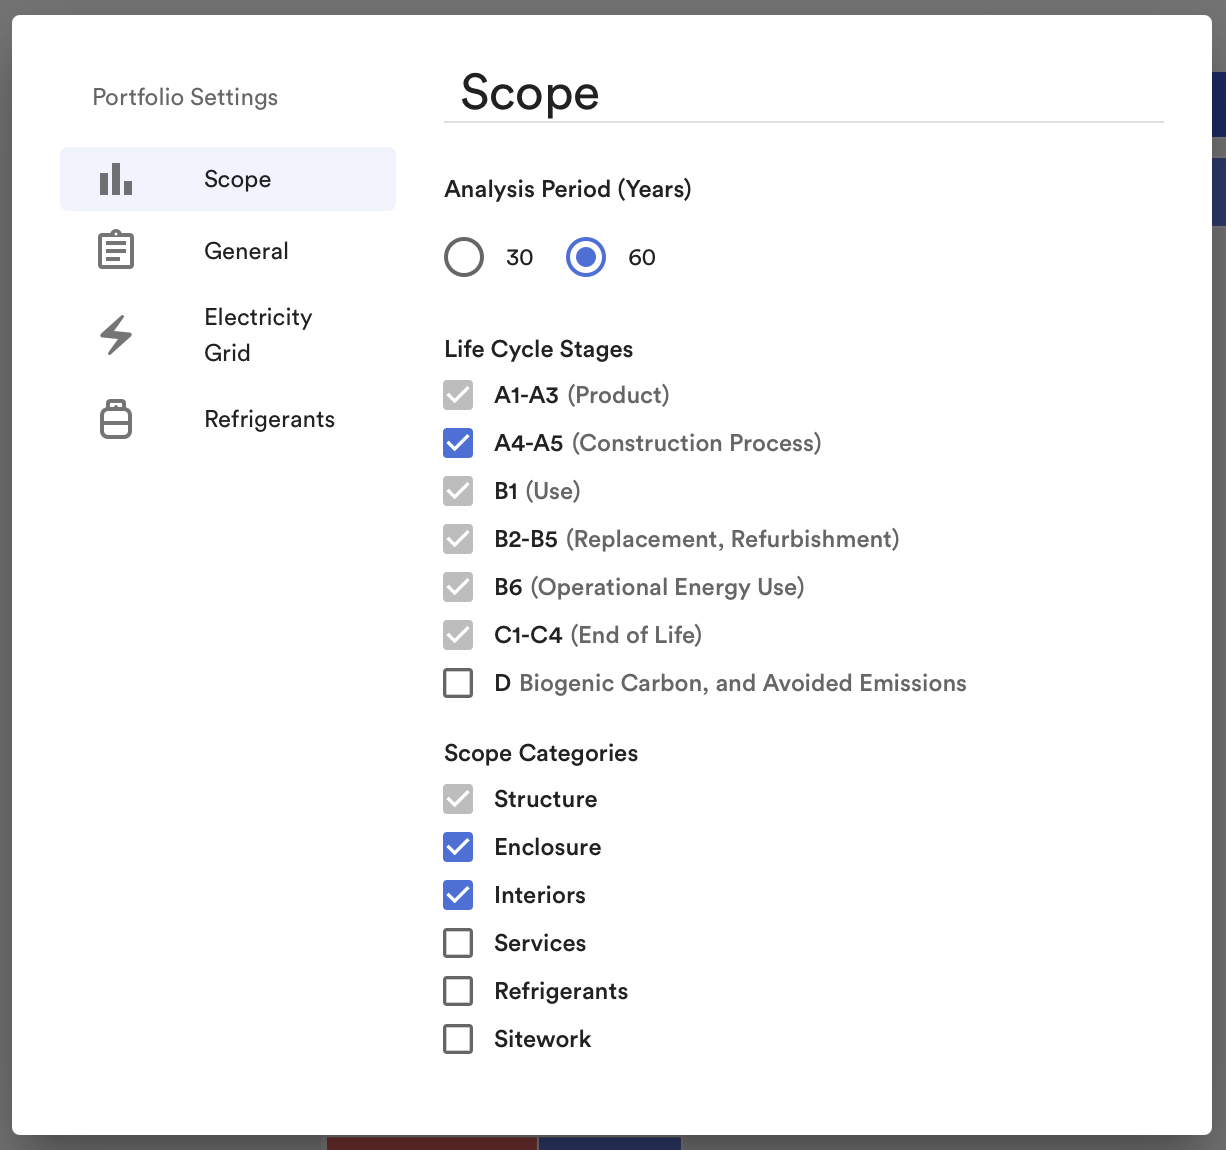 Portfolio Settings
Scope
General
Electricity
Grid
Refrigerants
Scope
Analysis Period (Years)
30 60
Life Cycle Stages
A1-A3 (Product)
A4-A5 (Construction Process)
B1 (Use)
B2-B5 (Replacement, Refurbishment)
B6 (Operational Energy Use)
C1-C4 (End of Life)
D Biogenic Carbon, and Avoided Emissions
Scope Categories
Structure
Enclosure
Interiors
Services
Refrigerants
Sitework